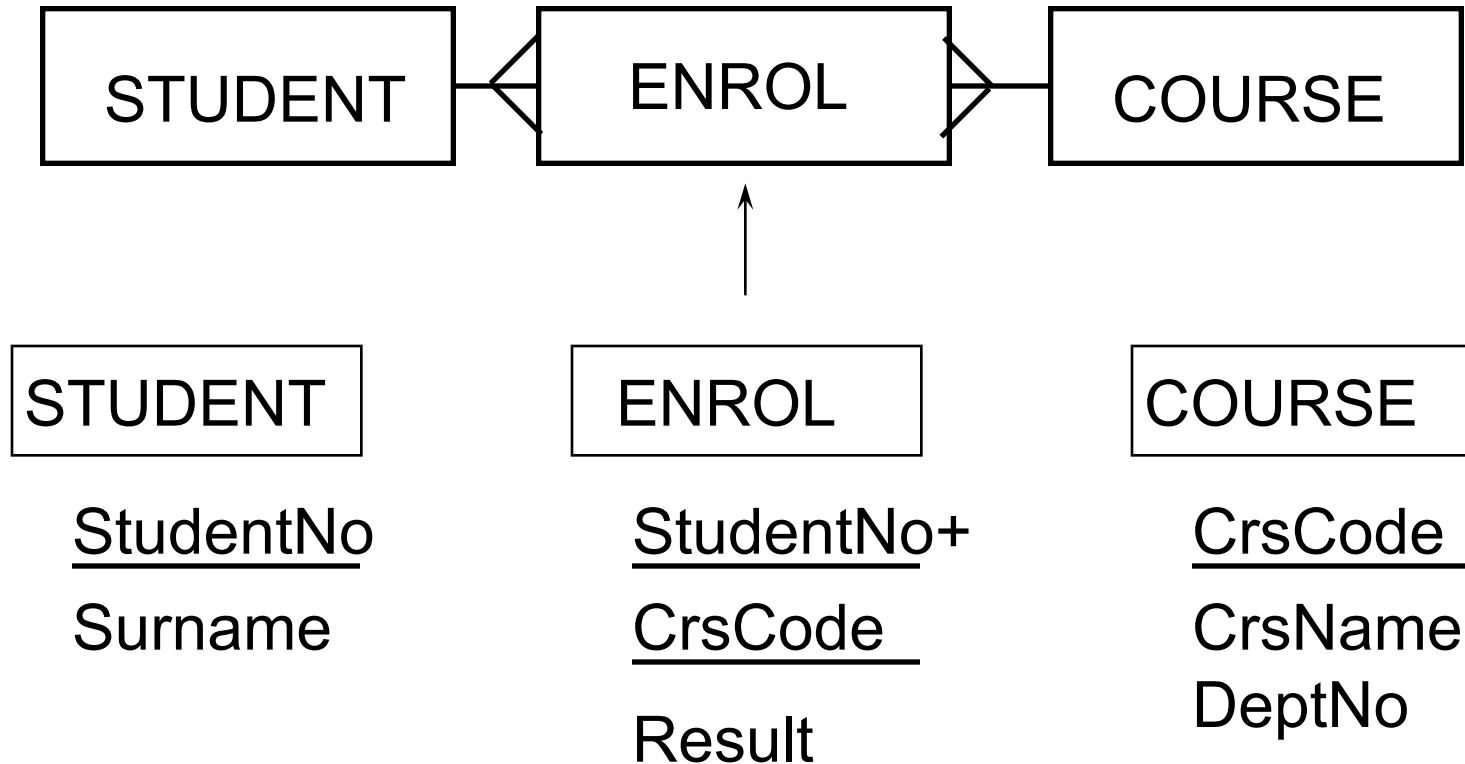 STUDENT
ENROL
COURSE
STUDENT
ENROL
COURSE
StudentNo
Surname
StudentNo+
CrsCode
Result
CrsCode
CrsName
DeptNo